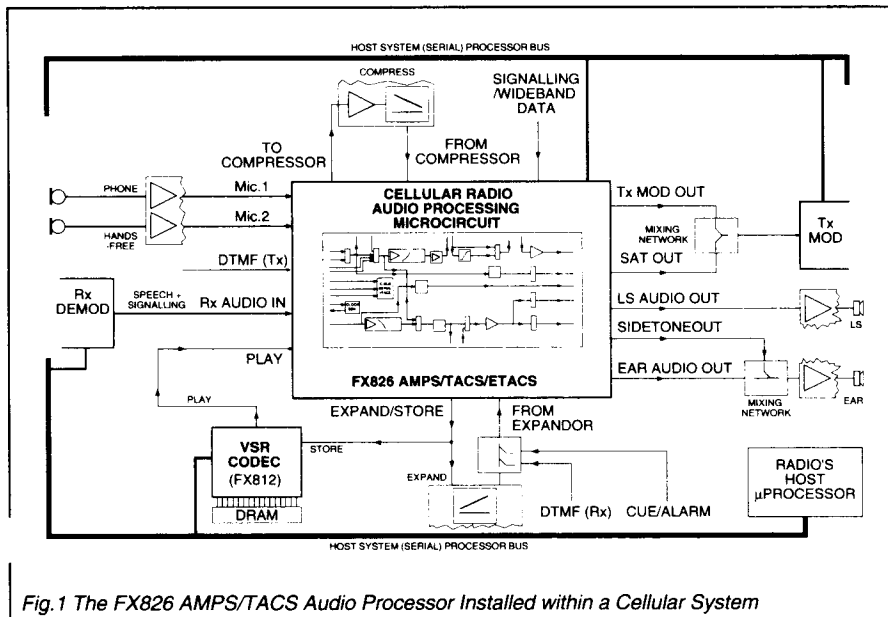 HOST SYSTEM (SERIAL) PROCESSOR BUS
COMPRESS
SIGNALLING
/WIDEBAND
DATA
TO
COMPRESSOR
FROM
COMPRESSOR
PHONE
Mic.1
Mic.2
HANDS
-FREE
DTMF (Tx)
Rx
DEMOD
SPEECH +
SIGNALLING
Rx AUDIO IN
PLAY
CELLULAR RADIO
AUDIO PROCESSING
MICROCIRCUIT
FX826 AMPS/TACS/ETACS
Tx MOD OUT
MIXING
NETWORK
Tx
MOD
SAT OUT
LS AUDIO OUT
LS
SIDETONEOUT
EAR AUDIO OUT
MIXING
NETWORK
EAR
EXPAND/STORE
FROM
EXPANDOR
PLAY
VSR
CODEC
(FX812)
STORE
DRAM
EXPAND
DTMF (Rx)
CUE/ALARM
RADIO'S
HOST
µPROCESSOR
HOST SYSTEM (SERIAL) PROCESSOR BUS
Fig.1 The FX826 AMPS/TACS Audio Processor Installed within a Cellular System